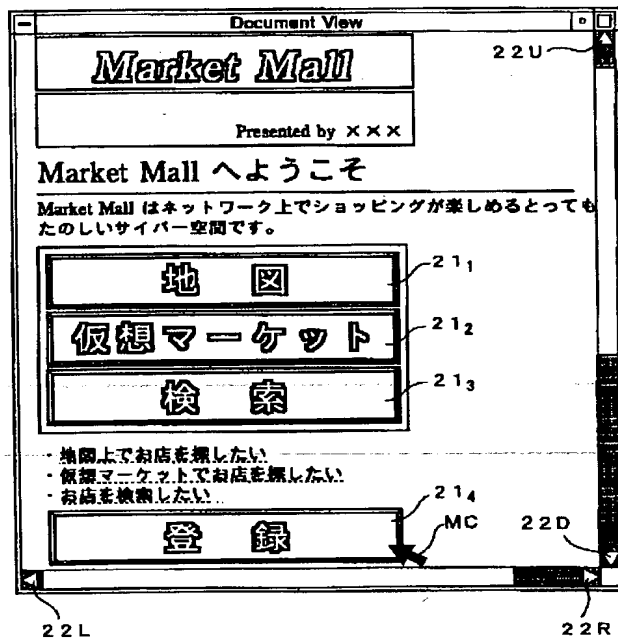 Document View
22U
Market Mall
Presented by ×××
Market Mall へようこそ
Market Mall はネットワーク上でショッピングが楽しめるとっても
たのしいサイバー空間です。
地 図
21₁
仮想マーケット
21₂
検 索
21₃
・地図上でお店を探したい
・仮想マーケットでお店を探したい
・お店を検索したい
21₄
登 録
MC
22D
22L
22R